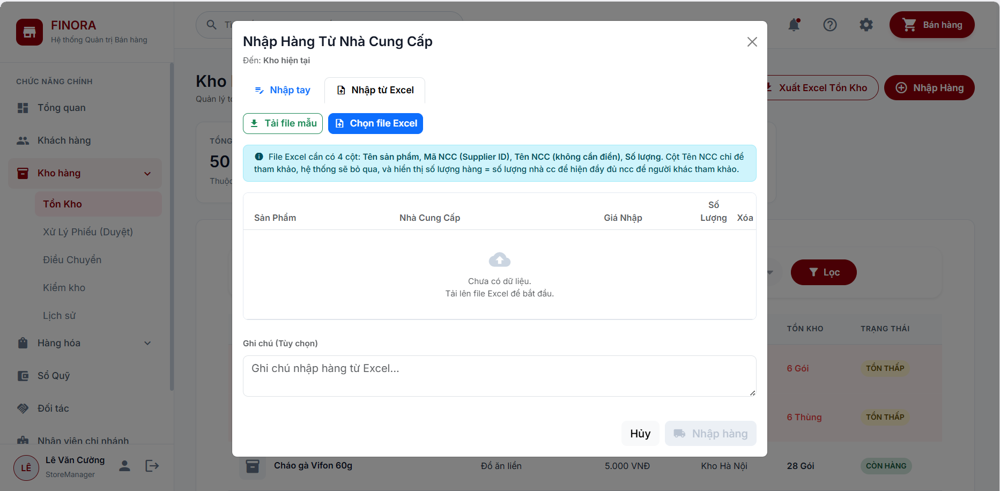 FINORA
Hệ thống Quản trị Bán hàng
Bán hàng
CHỨC NĂNG CHÍNH
Tổng quan
Khách hàng
Kho hàng
Tồn Kho
Xử Lý Phiếu (Duyệt)
Điều Chuyển
Kiểm kho
Lịch sử
Hàng hóa
Sổ Quỹ
Đối tác
Nhân viên chi nhánh
LÊ
Lê Văn Cường
StoreManager
Kho
Xuất Excel Tồn Kho
Nhập Hàng
Quản lý
TỔNG
50
Thuộc
Lọc
Nhập Hàng Từ Nhà Cung Cấp
Đến: Kho hiện tại
Nhập tay
Nhập từ Excel
Tải file mẫu
Chọn file Excel
File Excel cần có 4 cột: Tên sản phẩm, Mã NCC (Supplier ID), Tên NCC (không cần điền), Số lượng. Cột Tên NCC chỉ để
tham khảo, hệ thống sẽ bỏ qua, và hiển thị số lượng hàng = số lượng nhà cc để hiện đầy đủ ncc để người khác tham khảo.
Sản Phẩm
Nhà Cung Cấp
Giá Nhập
Số
Lượng
Xóa
Chưa có dữ liệu.
Tải lên file Excel để bắt đầu.
Ghi chú (Tùy chọn)
Ghi chú nhập hàng từ Excel...
Hủy
Nhập hàng
TỒN KHO
TRẠNG THÁI
6 Gói
TỒN THẤP
6 Thùng
TỒN THẤP
Cháo gà Vifon 60g
Đồ ăn liền
5.000 VNĐ
Kho Hà Nội
28 Gói
CÒN HÀNG